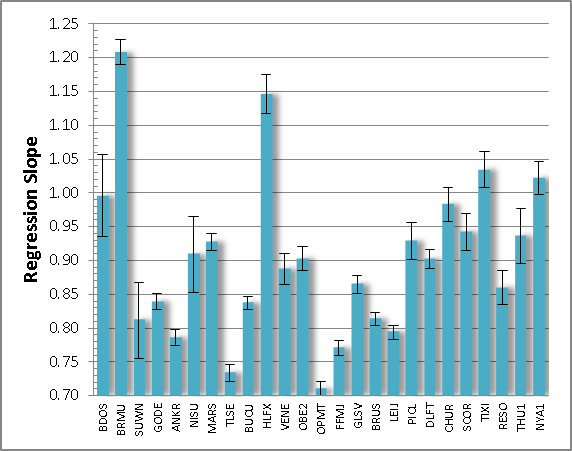 1.25
1.20
1.15
1.10
1.05
1.00
0.95
0.90
0.85
0.80
0.75
0.70
Regression Slope
BDOS
BRMU
SUWN
GODE
ANKR
NISU
MARS
TLSE
BUCU
HLFX
VENE
OBE2
OPMT
FFMJ
GLSV
BRUS
LEIJ
PICL
DLFT
CHUR
SCOR
TIXI
RESO
THU1
NYA1